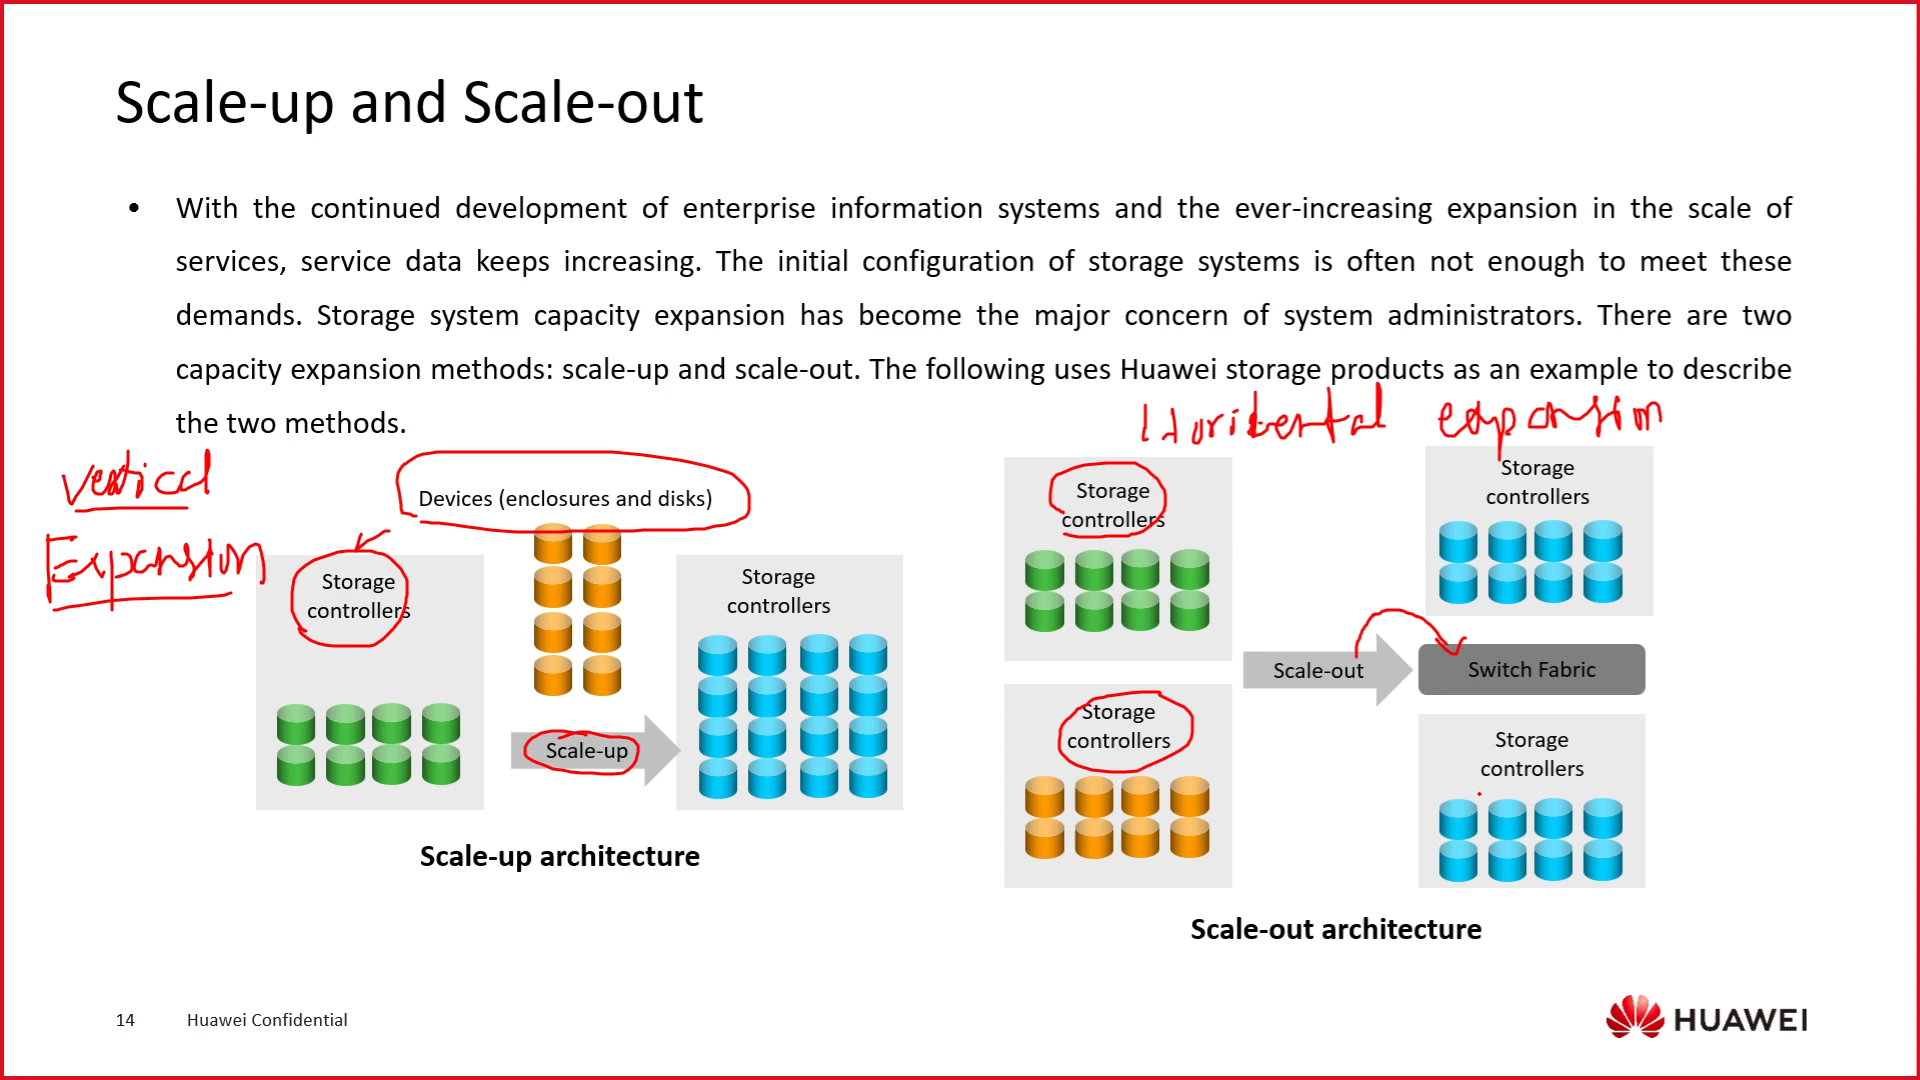 Scale-up and Scale-out
• With the continued development of enterprise information systems and the ever-increasing expansion in the scale of
services, service data keeps increasing. The initial configuration of storage systems is often not enough to meet these
demands. Storage system capacity expansion has become the major concern of system administrators. There are two
capacity expansion methods: scale-up and scale-out. The following uses Huawei storage products as an example to describe
the two methods.
Vertical
Expansion
Devices (enclosures and disks)
Storage
controllers
Scale-up
Storage
controllers
Scale-up architecture
expansion
Storage
controllers
Storage
controllers
Scale-out
Storage
controllers
Switch Fabric
Storage
controllers
Scale-out architecture
14
Huawei Confidential
HUAWEI